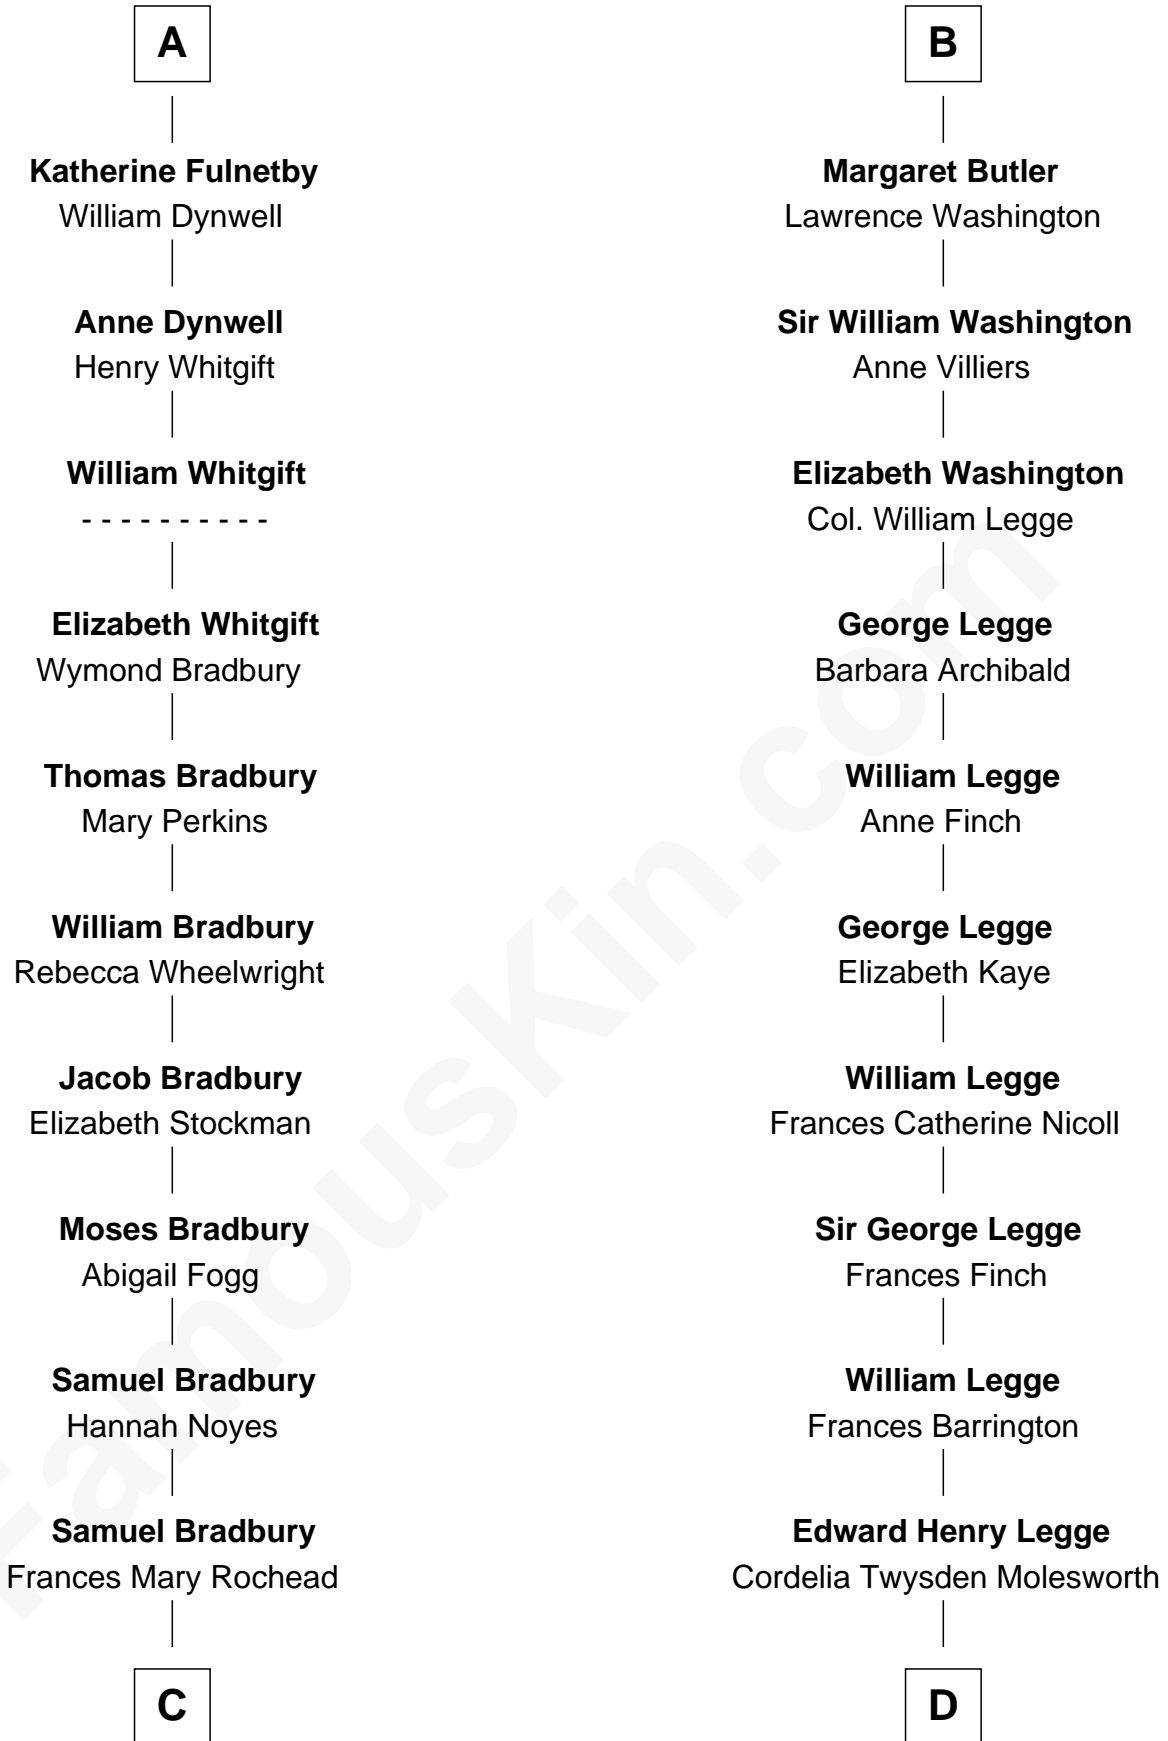 A
Katherine Fulnetby
William Dynwell
Anne Dynwell
Henry Whitgift
William Whitgift
- - - - - - - - - -
Elizabeth Whitgift
Wymond Bradbury
Thomas Bradbury
Mary Perkins
William Bradbury
Rebecca Wheelwright
Jacob Bradbury
Elizabeth Stockman
Moses Bradbury
Abigail Fogg
Samuel Bradbury
Hannah Noyes
Samuel Bradbury
Frances Mary Rochead
C
B
Margaret Butler
Lawrence Washington
Sir William Washington
Anne Villiers
Elizabeth Washington
Col. William Legge
George Legge
Barbara Archibald
William Legge
Anne Finch
George Legge
Elizabeth Kaye
William Legge
Frances Catherine Nicoll
Sir George Legge
Frances Finch
William Legge
Frances Barrington
Edward Henry Legge
Cordelia Twysden Molesworth
D
FamousKin.com